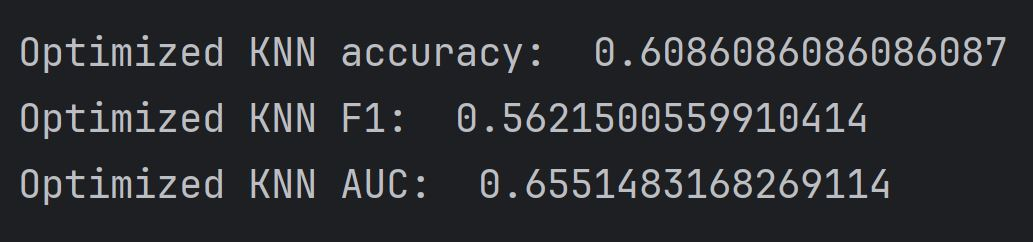 Optimized KNN accuracy:  0.6086086086086087
Optimized KNN F1:  0.5621500559910414
Optimized KNN AUC:  0.6551483168269114